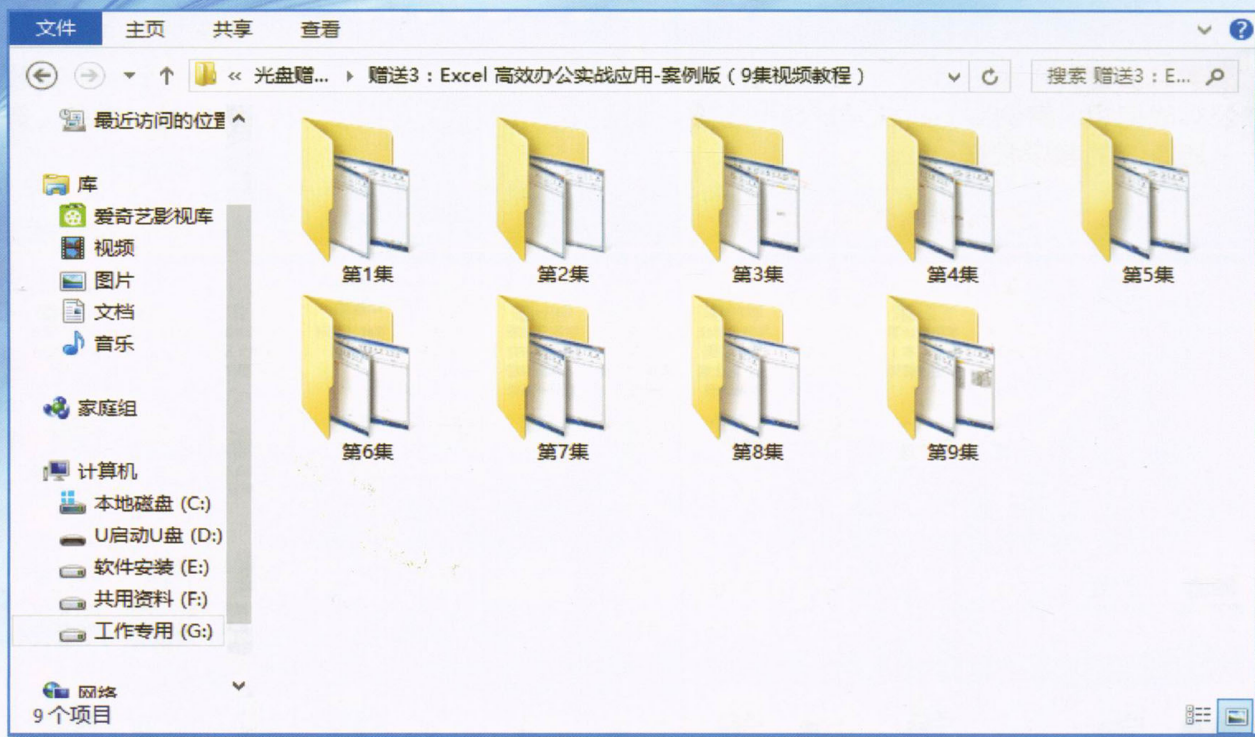 文件 主页 共享 查看
« 光盘赠... 赠送3：Excel 高效办公实战应用-案例版（9集视频教程） 搜索 赠送3：E...
最近访问的位置
库
爱奇艺影视库
视频
图片
文档
音乐
家庭组
计算机
本地磁盘 (C:)
U启动U盘 (D:)
软件安装 (E:)
共用资料 (F:)
工作专用 (G:)
网络
第1集 第2集 第3集 第4集 第5集
第6集 第7集 第8集 第9集
9 个项目